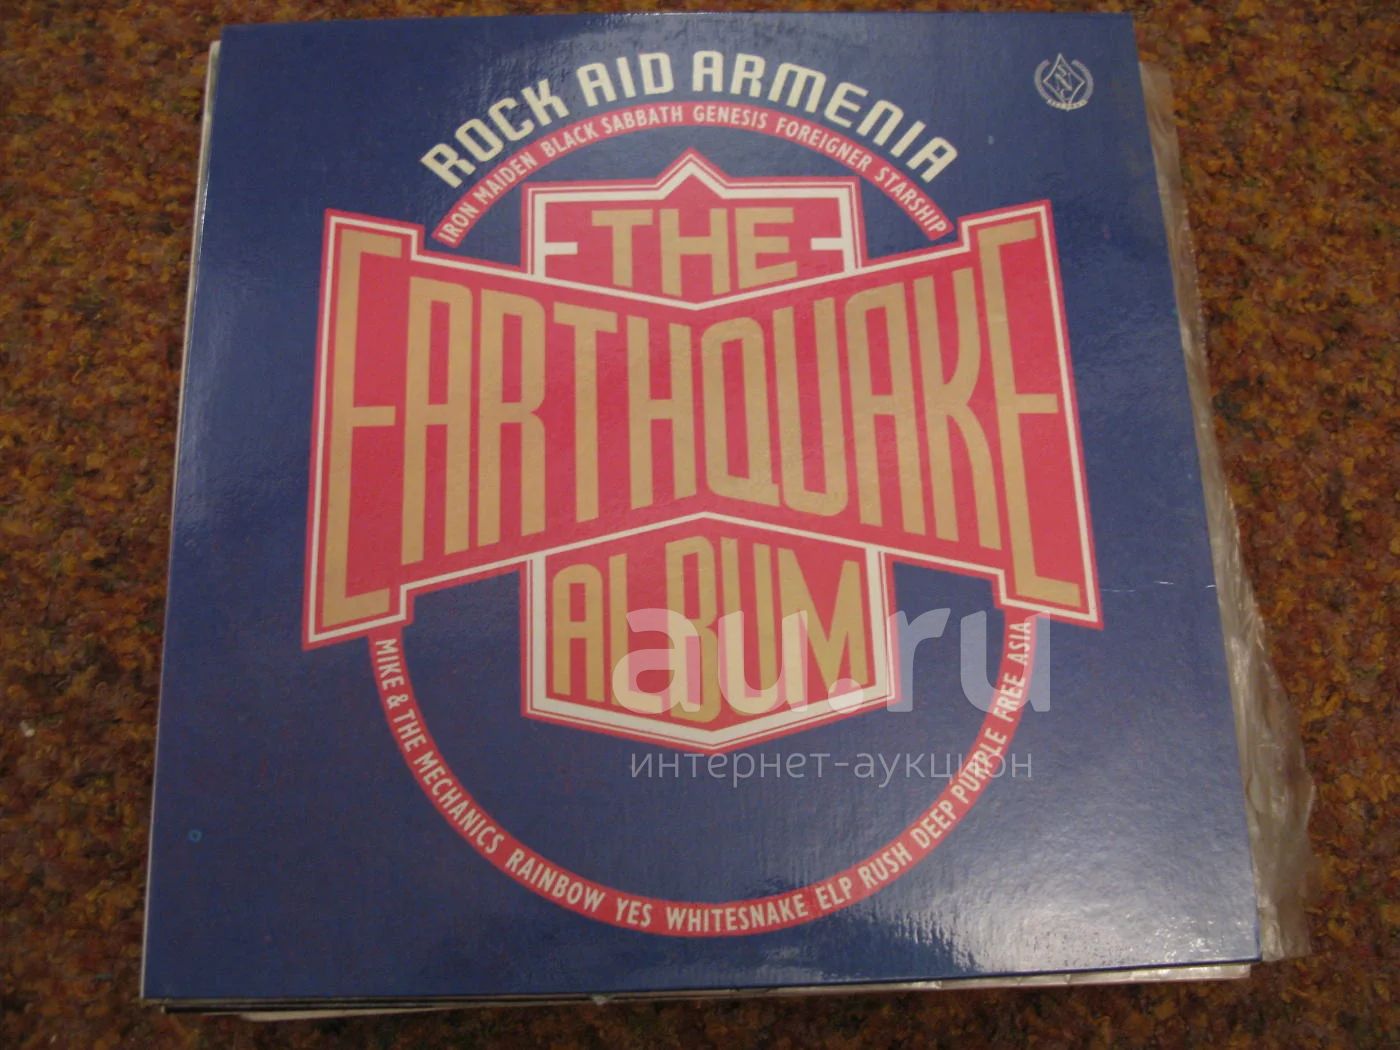 ROCK AID ARMENIA
IRON MAIDEN BLACK SABBATH GENESIS FOREIGNER STARSHIP
THE
EARTHQUAKE
ALBUM
MIKE & THE MECHANICS RAINBOW YES WHITESNAKE ELP RUSH DEEP PURPLE FREE ASIA
au.ru
интернет-аукцион